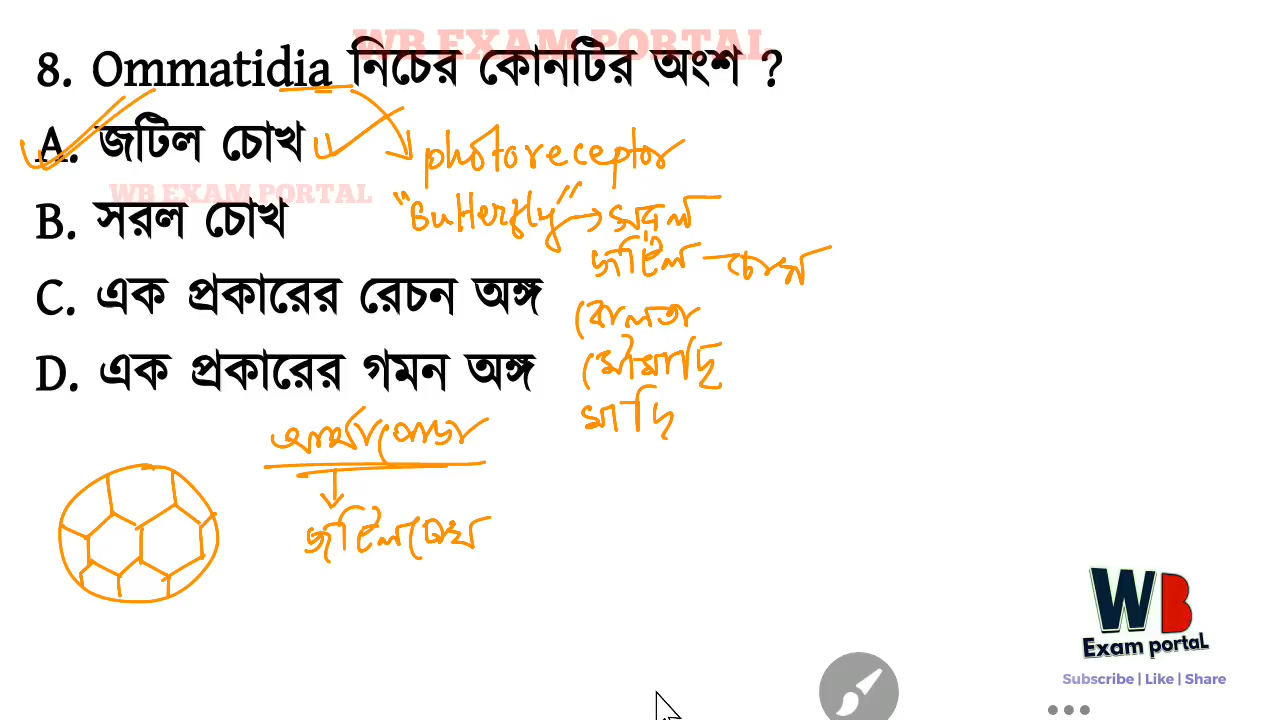 WB EXAM PORTAL
8. Ommatidia নিচের কোনটির অংশ ?
A. জটিল চোখ
photoreceptor
WB EXAM PORTAL
"Butterfly" → সরল
B. সরল চোখ
জটিল - চোখ
C. এক প্রকারের রেচন অঙ্গ
বোলতা
D. এক প্রকারের গমন অঙ্গ
মৌমাছি
মাছি
আর্থ্রাপোডা
জটিল চোখ
WB
Exam portal
Subscribe | Like | Share